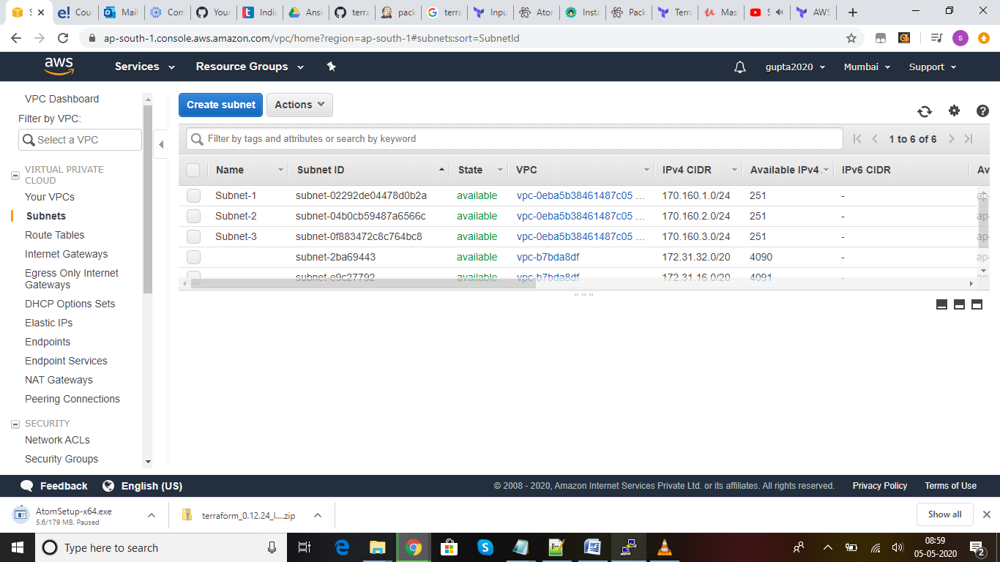 S
Cou
Mail
Com
Your
India
Ansi
terra
pack
terra
Inpu
Ator
Insta
Pack
Terra
Mas
S
AWS
ap-south-1.console.aws.amazon.com/vpc/home?region=ap-south-1#subnets:sort=SubnetId
s
aws
Services
Resource Groups
gupta2020
Mumbai
Support
VPC Dashboard
Filter by VPC:
Select a VPC
VIRTUAL PRIVATE
CLOUD
Your VPCs
Subnets
Route Tables
Internet Gateways
Egress Only Internet
Gateways
DHCP Options Sets
Elastic IPs
Endpoints
Endpoint Services
NAT Gateways
Peering Connections
SECURITY
Network ACLs
Security Groups
Create subnet Actions
Filter by tags and attributes or search by keyword
1 to 6 of 6
Name Subnet ID State VPC IPv4 CIDR Available IPv4 IPv6 CIDR Av
Subnet-1 subnet-02292de04478d0b2a available vpc-0eba5b38461487c05 ... 170.160.1.0/24 251 - ap-
Subnet-2 subnet-04b0cb59487a6566c available vpc-0eba5b38461487c05 ... 170.160.2.0/24 251 - ap-
Subnet-3 subnet-0f883472c8c764bc8 available vpc-0eba5b38461487c05 ... 170.160.3.0/24 251 - ap-
subnet-2ba69443 available vpc-b7bda8df 172.31.32.0/20 4090 - ap-
subnet-e9c27792 available vpc-b7bda8df 172.31.16.0/20 4091 - ap-
Feedback English (US)
© 2008 - 2020, Amazon Internet Services Private Ltd. or its affiliates. All rights reserved. Privacy Policy Terms of Use
AtomSetup-x64.exe
5.6/179 MB, Paused
terraform_0.12.24_l....zip
Show all
Type here to search
08:59
05-05-2020
2